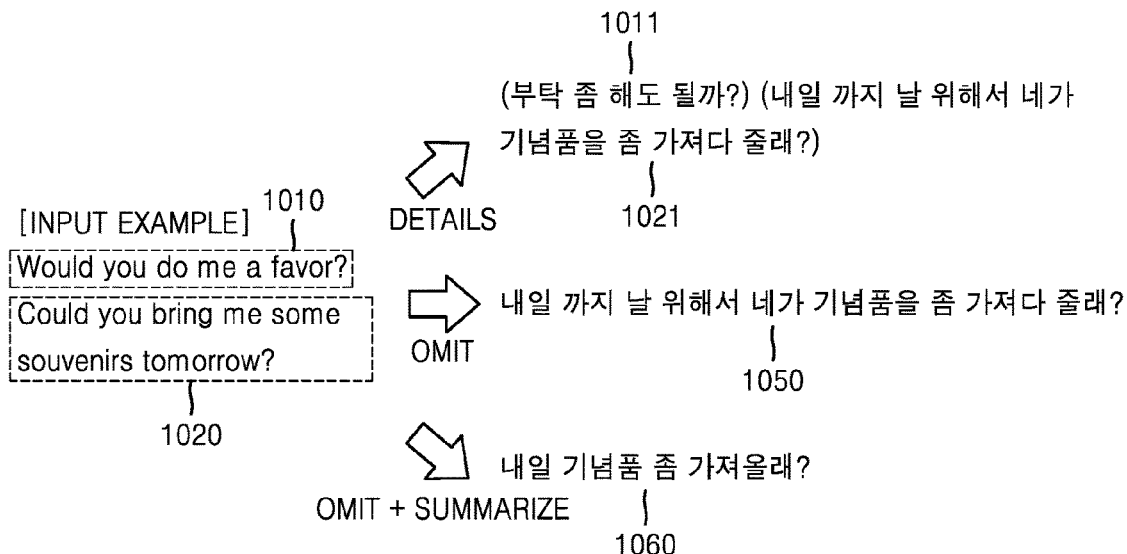 1011
(부탁 좀 해도 될까?) (내일 까지 날 위해서 네가
기념품을 좀 가져다 줄래?)
1021
DETAILS
[INPUT EXAMPLE]
1010
Would you do me a favor?
Could you bring me some
souvenirs tomorrow?
1020
내일 까지 날 위해서 네가 기념품을 좀 가져다 줄래?
OMIT
1050
내일 기념품 좀 가져올래?
OMIT + SUMMARIZE
1060